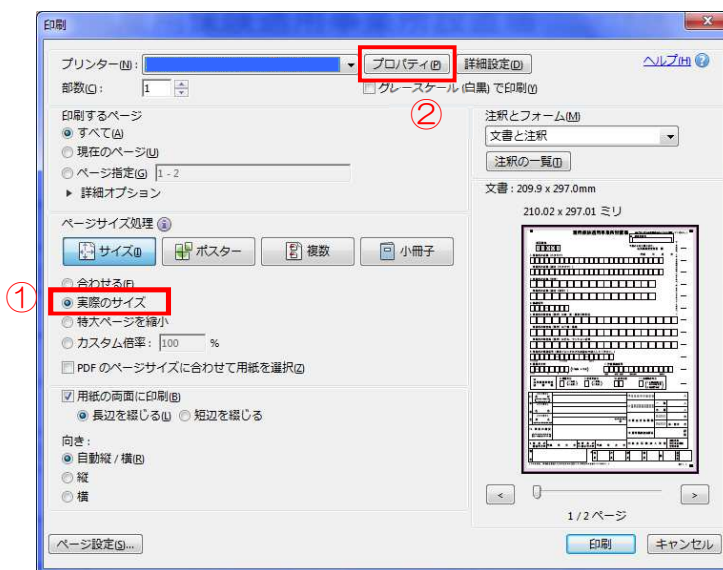 印刷
プリンター(N): プロパティ(P) 詳細設定(D) ヘルプ(H)
部数(C): 1 グレースケール (白黒) で印刷(Y)
②
印刷するページ
すべて(A)
現在のページ(U)
ページ指定(G) 1 - 2
詳細オプション
注釈とフォーム(M)
文書と注釈
注釈の一覧(T)
文書 : 209.9 x 297.0mm
210.02 x 297.01 ミリ
ページサイズ処理
サイズ(I) ポスター 複数 小冊子
合わせる(F)
① 実際のサイズ
特大ページを縮小
カスタム倍率: 100 %
PDF のページサイズに合わせて用紙を選択(Z)
用紙の両面に印刷(B)
長辺を綴じる(L) 短辺を綴じる
向き :
自動縦 / 横(R)
縦
横
< >
1 / 2 ページ
ページ設定(S)... 印刷 キャンセル